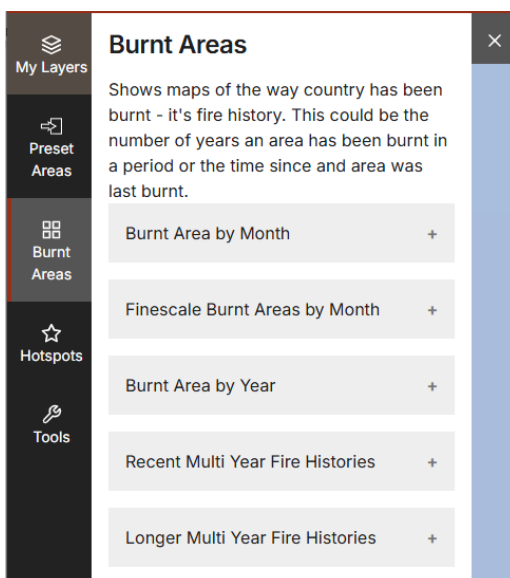 My Layers
Preset
Areas
Burnt
Areas
Hotspots
Tools
Burnt Areas
Shows maps of the way country has been
burnt - it's fire history. This could be the
number of years an area has been burnt in
a period or the time since and area was
last burnt.
Burnt Area by Month +
Finescale Burnt Areas by Month +
Burnt Area by Year +
Recent Multi Year Fire Histories +
Longer Multi Year Fire Histories +